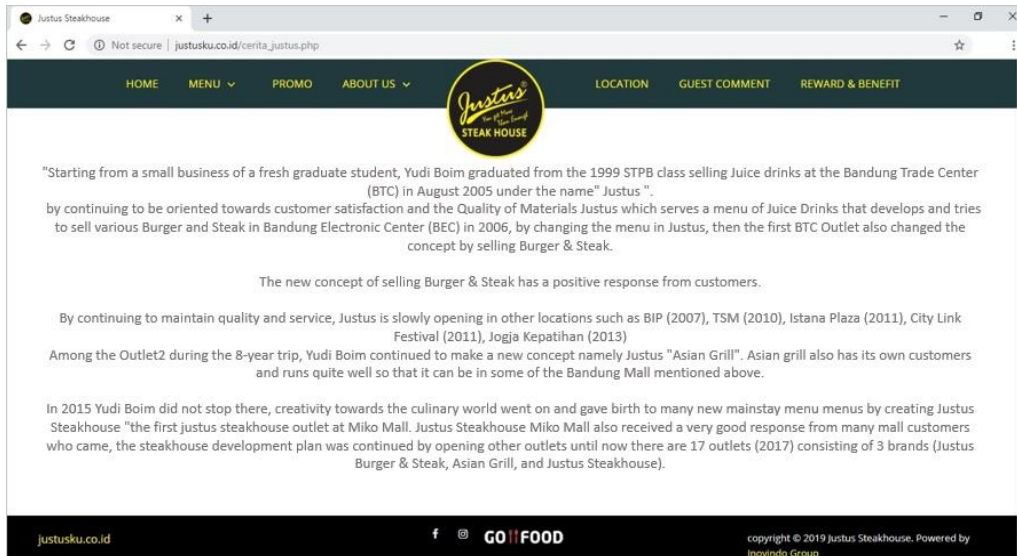 Justus Steakhouse
Not secure | justusku.co.id/cerita_justus.php
HOME MENU PROMO ABOUT US LOCATION GUEST COMMENT REWARD & BENEFIT
Justus
You get More
Than Enough
STEAK HOUSE
"Starting from a small business of a fresh graduate student, Yudi Boim graduated from the 1999 STPB class selling Juice drinks at the Bandung Trade Center
(BTC) in August 2005 under the name" Justus ".
by continuing to be oriented towards customer satisfaction and the Quality of Materials Justus which serves a menu of Juice Drinks that develops and tries
to sell various Burger and Steak in Bandung Electronic Center (BEC) in 2006, by changing the menu in Justus, then the first BTC Outlet also changed the
concept by selling Burger & Steak.
The new concept of selling Burger & Steak has a positive response from customers.
By continuing to maintain quality and service, Justus is slowly opening in other locations such as BIP (2007), TSM (2010), Istana Plaza (2011), City Link
Festival (2011), Jogja Kepatihan (2013)
Among the Outlet2 during the 8-year trip, Yudi Boim continued to make a new concept namely Justus "Asian Grill". Asian grill also has its own customers
and runs quite well so that it can be in some of the Bandung Mall mentioned above.
In 2015 Yudi Boim did not stop there, creativity towards the culinary world went on and gave birth to many new mainstay menu menus by creating Justus
Steakhouse "the first justus steakhouse outlet at Miko Mall. Justus Steakhouse Miko Mall also received a very good response from many mall customers
who came, the steakhouse development plan was continued by opening other outlets until now there are 17 outlets (2017) consisting of 3 brands (Justus
Burger & Steak, Asian Grill, and Justus Steakhouse).
justusku.co.id
GO FOOD
copyright © 2019 Justus Steakhouse. Powered by
Inovindo Group